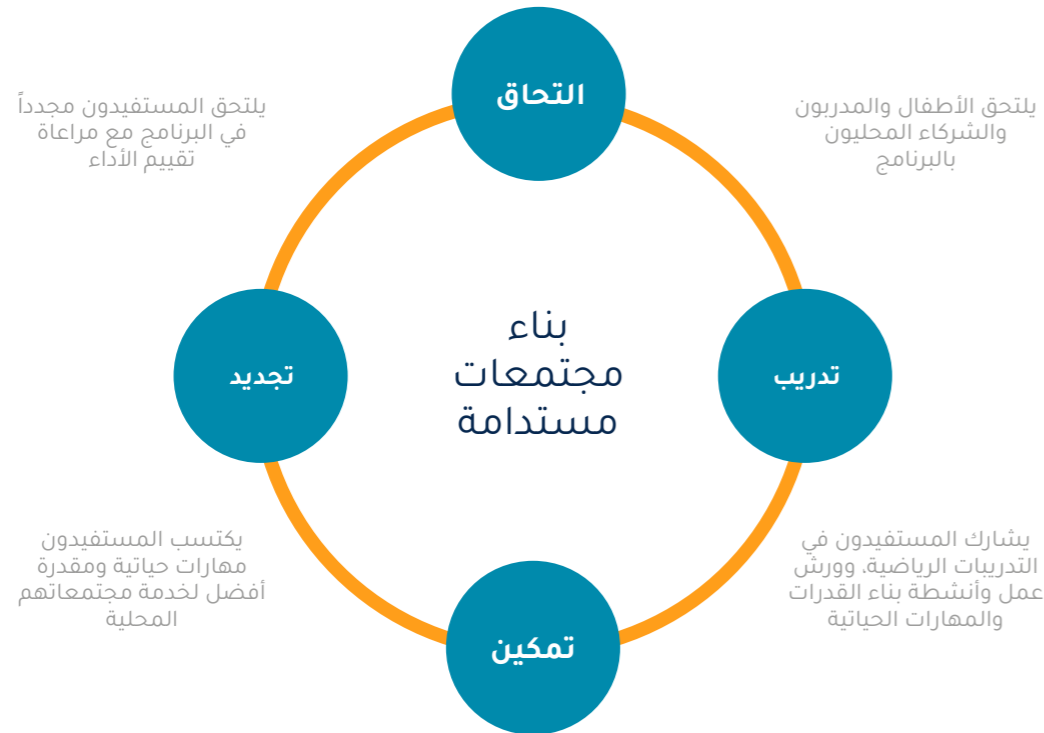 التحاق
يلتحق الأطفال والمدربون
والشركاء المحليون
بالبرنامج
تدريب
يشارك المستفيدون في
التدريبات الرياضية، وورش
عمل وأنشطة بناء القدرات
والمهارات الحياتية
تمكين
يكتسب المستفيدون
مهارات حياتية ومقدرة
أفضل لخدمة مجتمعاتهم
المحلية
تجديد
يلتحق المستفيدون مجدداً
في البرنامج مع مراعاة
تقييم الأداء
بناء
مجتمعات
مستدامة